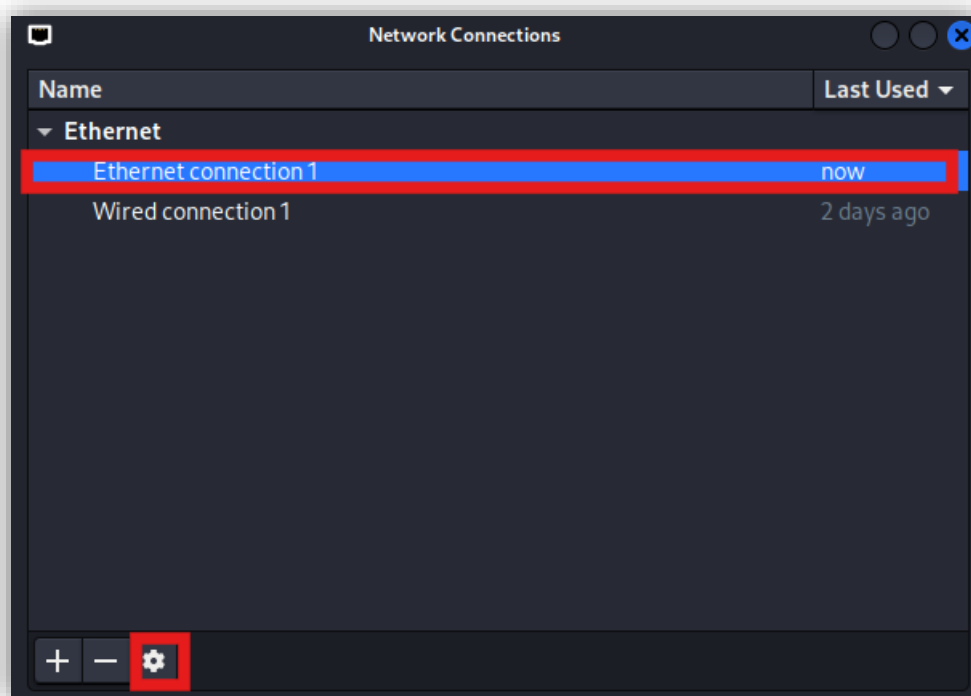 Network Connections
Name Last Used
Ethernet
Ethernet connection 1 now
Wired connection 1 2 days ago